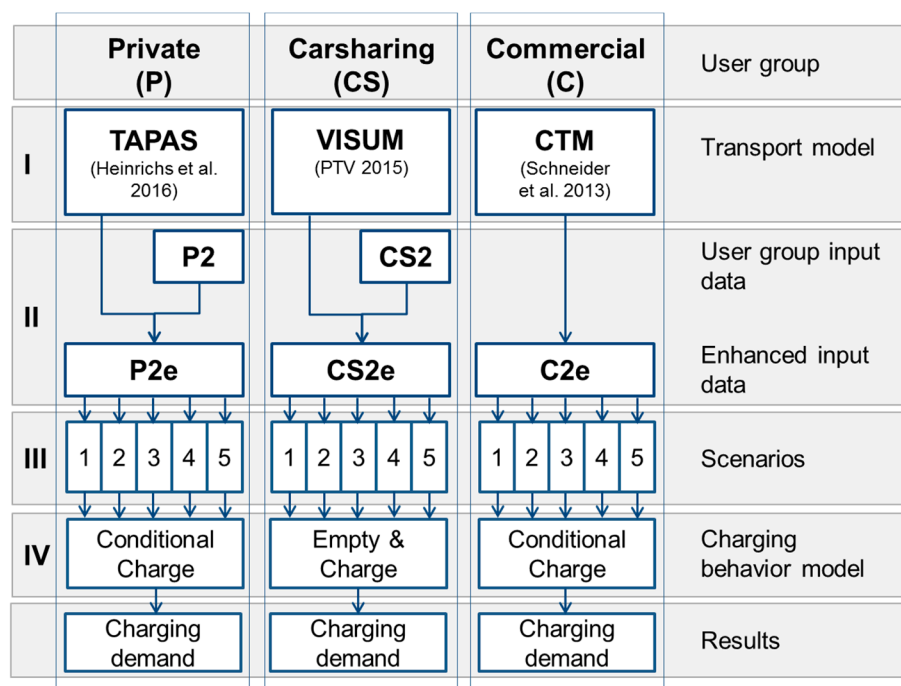 Private
(P)
Carsharing
(CS)
Commercial
(C)
User group
I
TAPAS
(Heinrichs et al.
2016)
VISUM
(PTV 2015)
CTM
(Schneider
et al. 2013)
Transport model
II
P2
CS2
User group input
data
P2e
CS2e
C2e
Enhanced input
data
III
1 2 3 4 5
1 2 3 4 5
1 2 3 4 5
Scenarios
IV
Conditional
Charge
Empty &
Charge
Conditional
Charge
Charging
behavior model
Charging
demand
Charging
demand
Charging
demand
Results